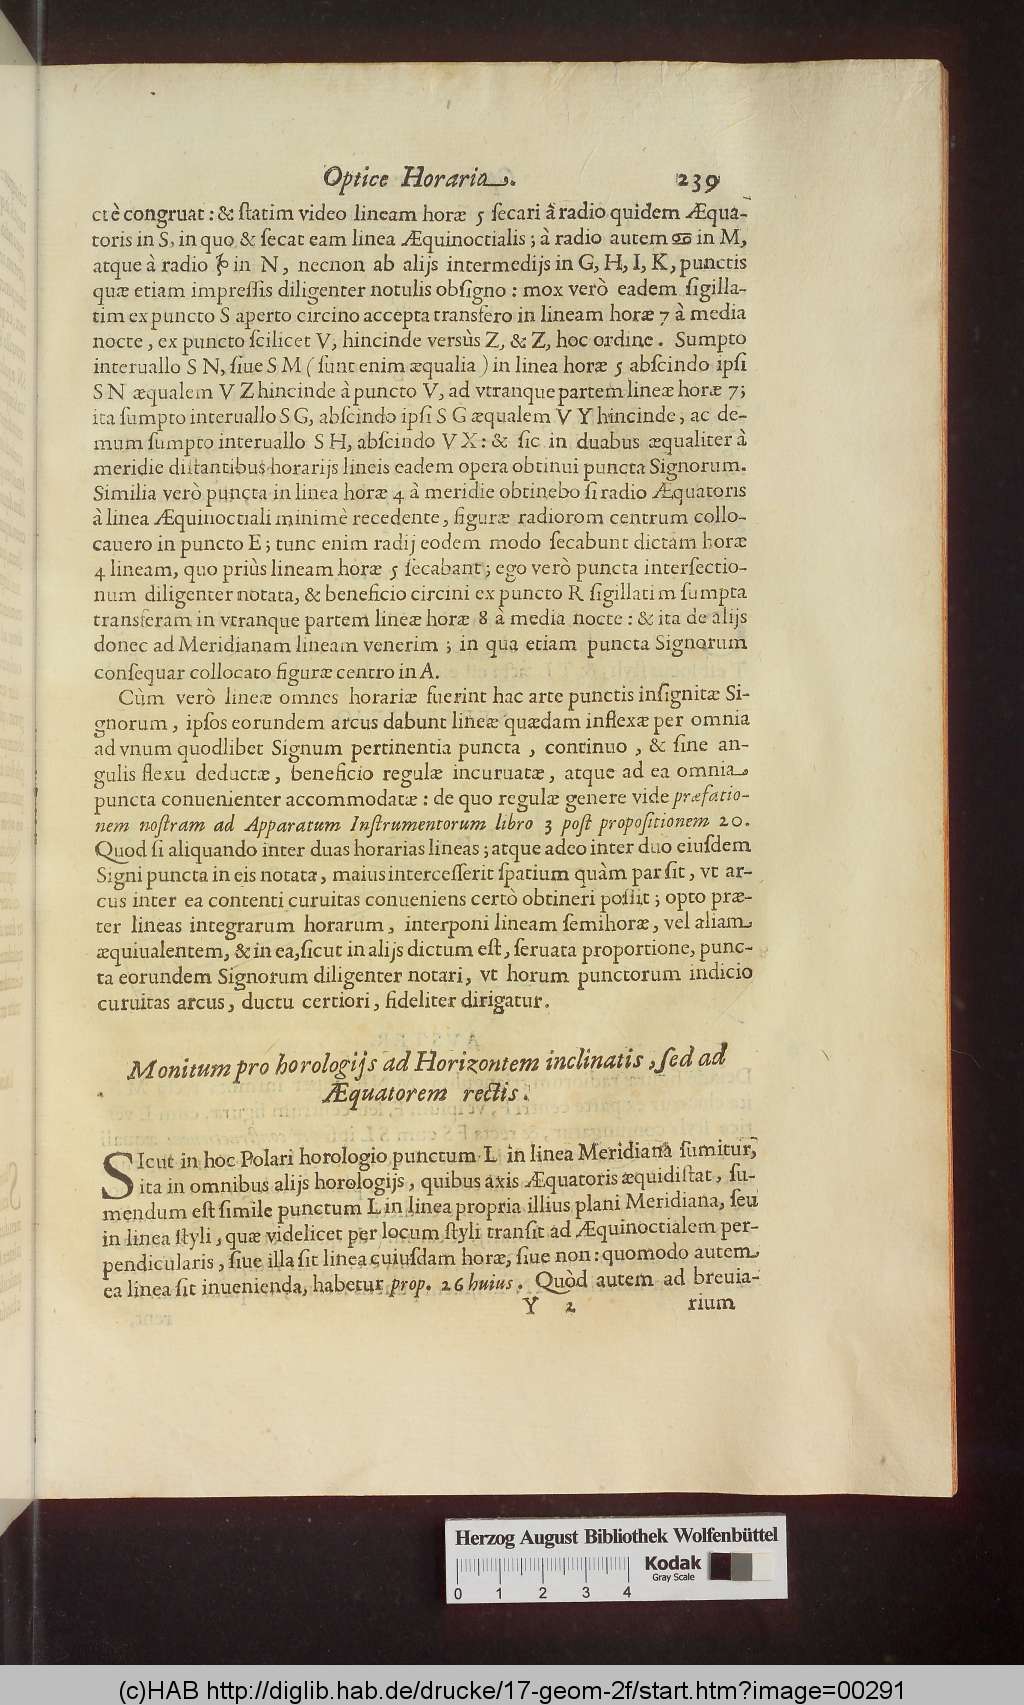 Optice Horaria. 239
ctè congruat: & ſtatim video lineam horæ 5 ſecari à radio quidem Æqua-
toris in S, in quo & ſecat eam linea Æquinoctialis; à radio autem ♋ in M,
atque à radio ♑ in N, necnon ab alijs intermedijs in G, H, I, K, punctis
quæ etiam impreſſis diligenter notulis obſigno: mox verò eadem ſigilla-
tim ex puncto S aperto circino accepta transfero in lineam horæ 7 à media
nocte, ex puncto ſcilicet V, hincinde versùs Z, & Z, hoc ordine. Sumpto
interuallo S N, ſiue S M (ſunt enim æqualia) in linea horæ 5 abſcindo ipſi
S N æqualem V Z hincinde à puncto V, ad vtranque partem lineæ horæ 7;
ita ſumpto interuallo S G, abſcindo ipſi S G æqualem V Y hincinde, ac de-
mum ſumpto interuallo S H, abſcindo V X: & ſic in duabus æqualiter à
meridie diſtantibus horarijs lineis eadem opera obtinui puncta Signorum.
Similia verò puncta in linea horæ 4 à meridie obtinebo ſi radio Æquatoris
à linea Æquinoctiali minimè recedente, figuræ radiorom centrum collo-
cauero in puncto E; tunc enim radij eodem modo ſecabunt dictam horæ
4 lineam, quo priùs lineam horæ 5 ſecabant; ego verò puncta interſectio-
num diligenter notata, & beneficio circini ex puncto R ſigillatim ſumpta
transferam in vtranque partem lineæ horæ 8 à media nocte: & ita de alijs
donec ad Meridianam lineam venerim; in qua etiam puncta Signorum
conſequar collocato figuræ centro in A.
Cùm verò lineæ omnes horariæ fuerint hac arte punctis inſignitæ Si-
gnorum, ipſos eorundem arcus dabunt lineæ quædam inflexæ per omnia
ad vnum quodlibet Signum pertinentia puncta, continuo, & ſine an-
gulis flexu deductæ, beneficio regulæ incuruatæ, atque ad ea omnia
puncta conuenienter accommodatæ: de quo regulæ genere vide præfatio-
nem noſtram ad Apparatum Inſtrumentorum libro 3 poſt propoſitionem 20.
Quod ſi aliquando inter duas horarias lineas; atque adeo inter duo eiuſdem
Signi puncta in eis notata, maius interceſſerit ſpatium quàm par ſit, vt ar-
cus inter ea contenti curuitas conueniens certò obtineri poſſit; opto præ-
ter lineas integrarum horarum, interponi lineam ſemihoræ, vel aliam
æquiualentem, & in ea, ſicut in alijs dictum eſt, ſeruata proportione, punc-
ta eorundem Signorum diligenter notari, vt horum punctorum indicio
curuitas arcus, ductu certiori, fideliter dirigatur.
Monitum pro horologijs ad Horizontem inclinatis, ſed ad
Æquatorem rectis.
SIcut in hoc Polari horologio punctum L in linea Meridiana ſumitur,
ita in omnibus alijs horologijs, quibus axis Æquatoris æquidiſtat, ſu-
mendum eſt ſimile punctum L in linea propria illius plani Meridiana, ſeu
in linea ſtyli, quæ videlicet per locum ſtyli tranſit ad Æquinoctialem per-
pendicularis, ſiue illa ſit linea cuiuſdam horæ, ſiue non: quomodo autem
ea linea ſit inuenienda, habetur prop. 26 huius. Quòd autem ad breuia-
Y 2 rium
Herzog August Bibliothek Wolfenbüttel
0 1 2 3 4
Kodak
Gray Scale
(c)HAB http://diglib.hab.de/drucke/17-geom-2f/start.htm?image=00291